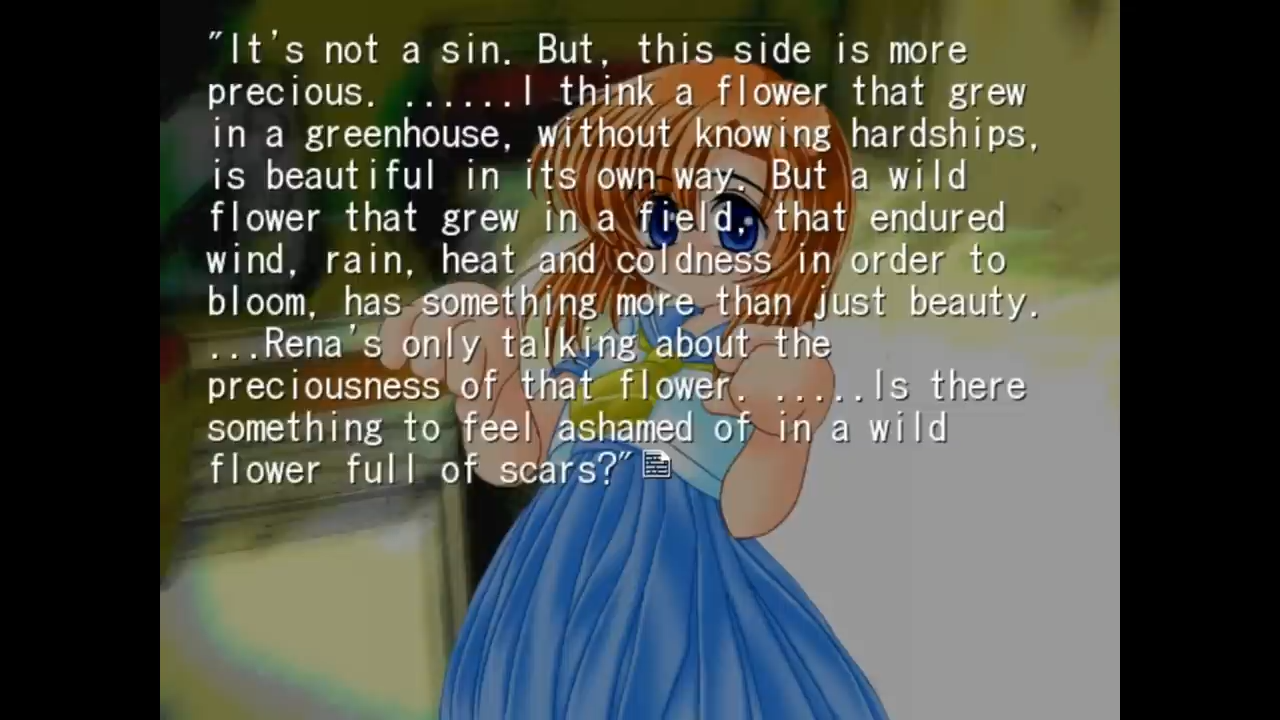 "It's not a sin. But, this side is more
precious. ......I think a flower that grew
in a greenhouse, without knowing hardships,
is beautiful in its own way. But a wild
flower that grew in a field, that endured
wind, rain, heat and coldness in order to
bloom, has something more than just beauty.
...Rena's only talking about the
preciousness of that flower. .....Is there
something to feel ashamed of in a wild
flower full of scars?"